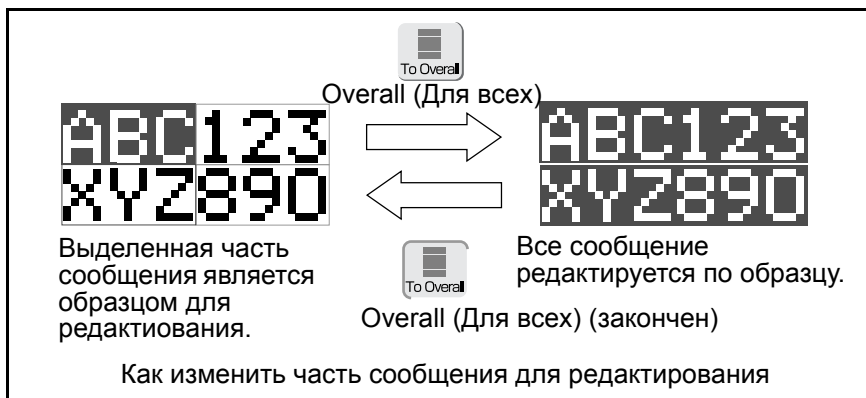 To Overall
Overall (Для всех)
ABC123
XYZ890
ABC123
XYZ890
Выделенная часть
сообщения является
образцом для
редактиования.
Все сообщение
редактируется по образцу.
To Overall
Overall (Для всех) (закончен)
Как изменить часть сообщения для редактирования